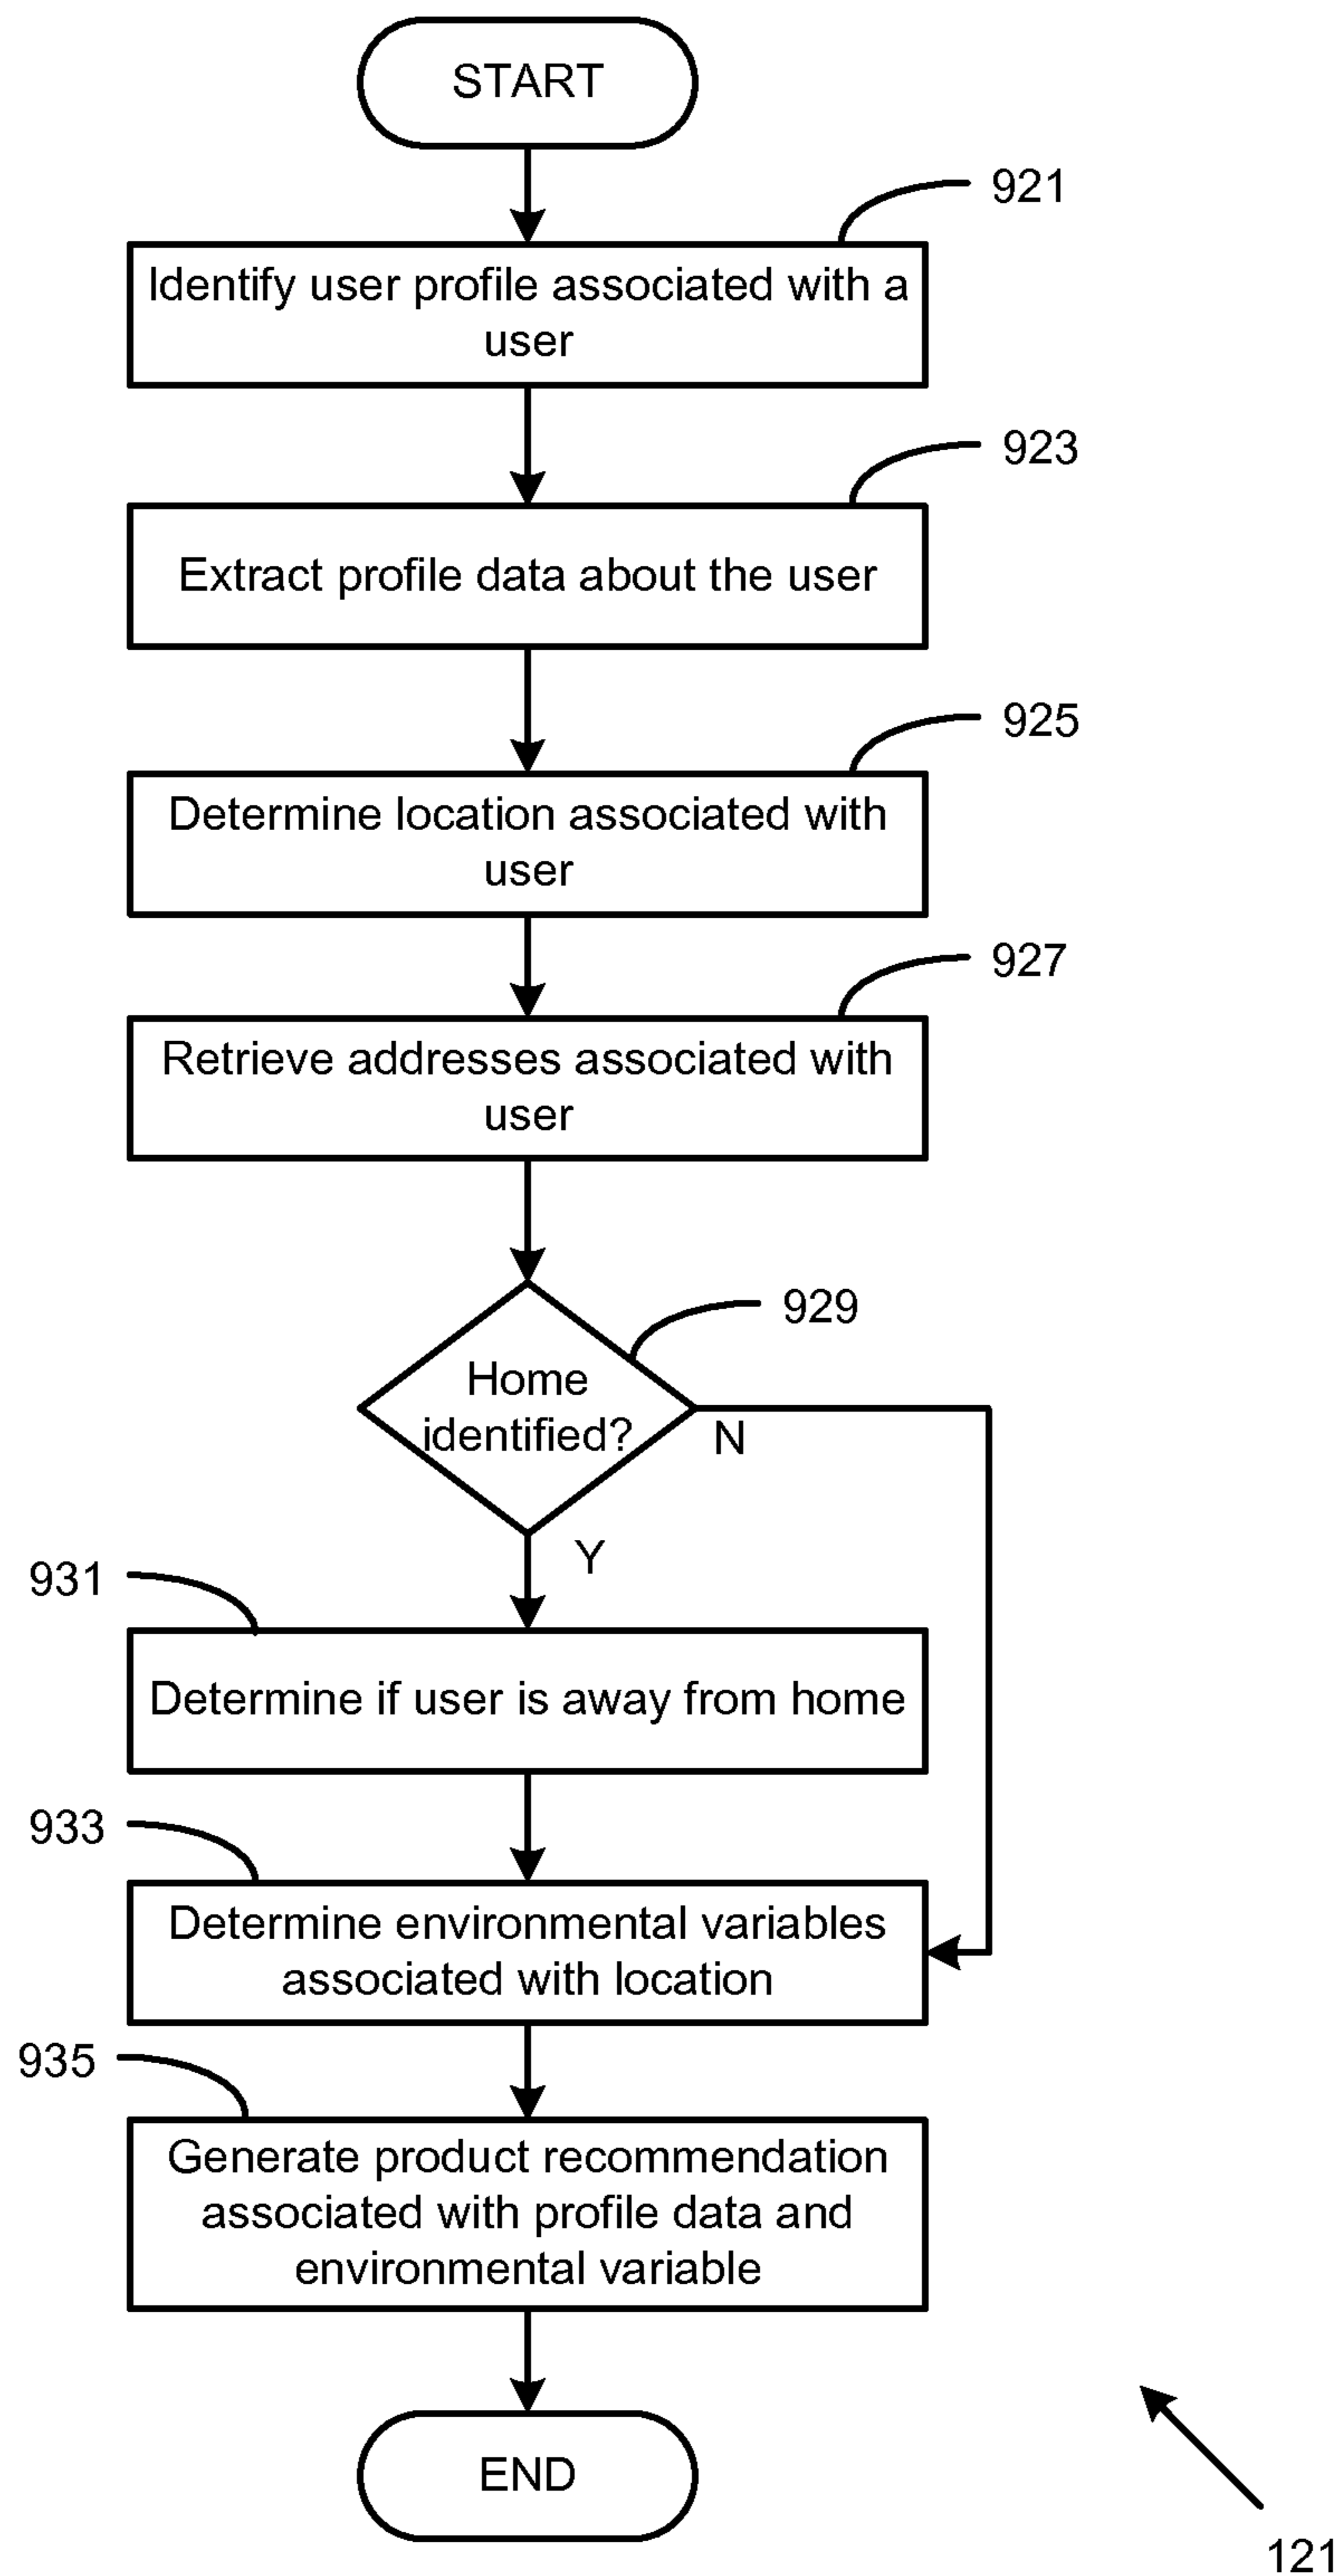 START
921
Identify user profile associated with a
user
923
Extract profile data about the user
925
Determine location associated with
user
927
Retrieve addresses associated with
user
929
Home
identified?
N
Y
931
Determine if user is away from home
933
Determine environmental variables
associated with location
935
Generate product recommendation
associated with profile data and
environmental variable
END
121